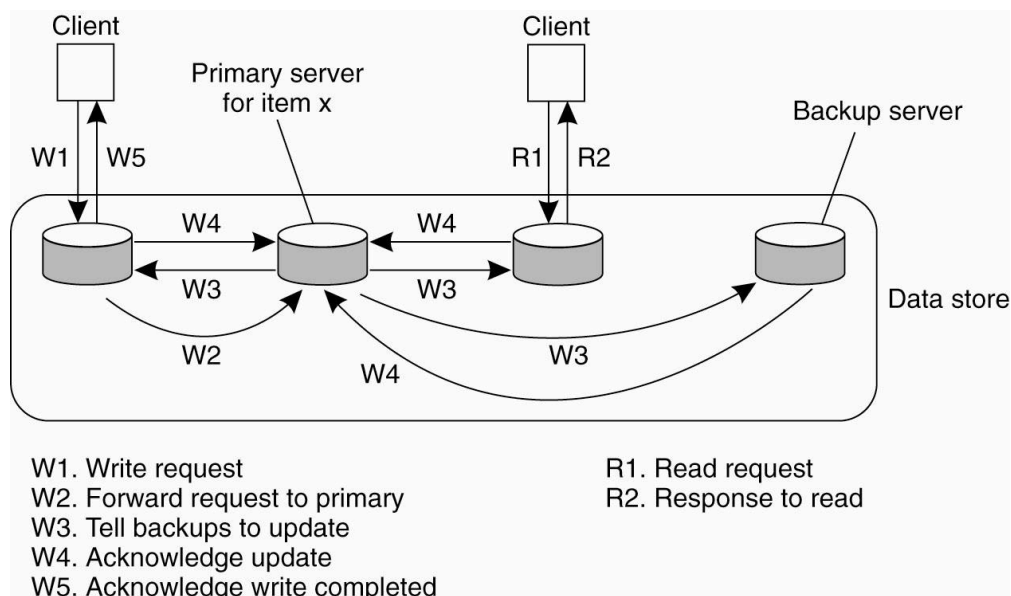 Client
Client
Primary server
for item x
Backup server
W1
W5
R1
R2
W4
W4
W3
W3
Data store
W2
W3
W4
W1. Write request
R1. Read request
W2. Forward request to primary
R2. Response to read
W3. Tell backups to update
W4. Acknowledge update
W5. Acknowledge write completed